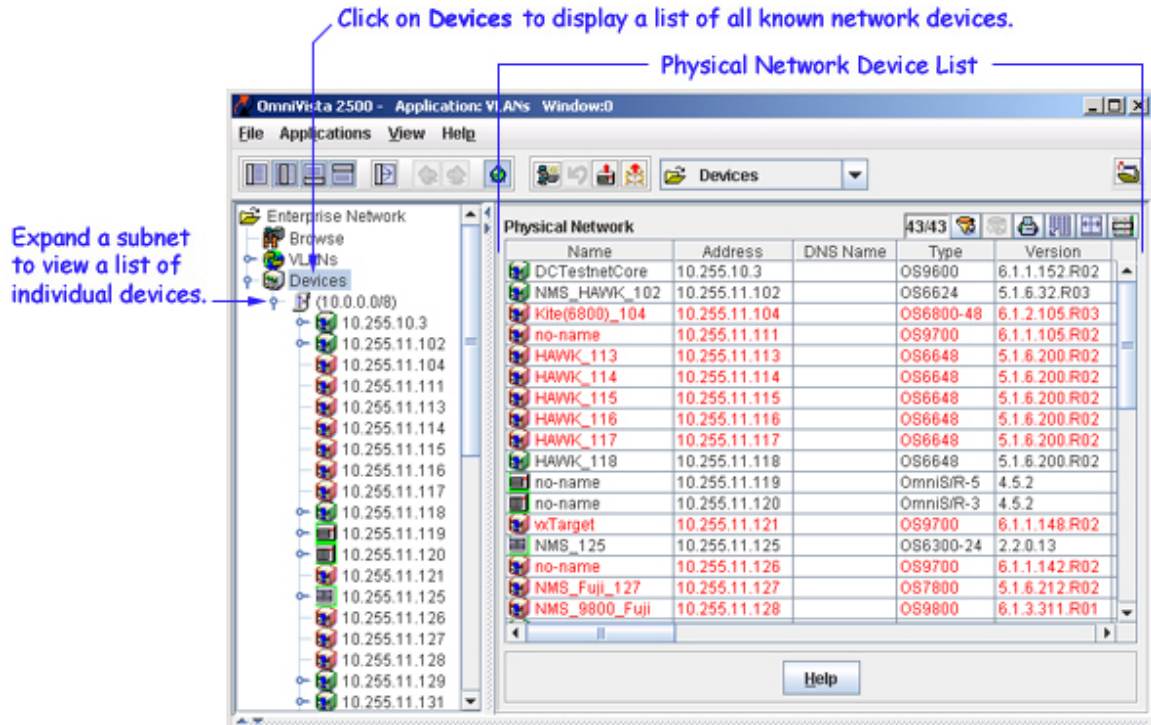 Click on Devices to display a list of all known network devices.
Physical Network Device List
OmniVista 2500 - Application: VLANs Window:0
File Applications View Help
Devices
Expand a subnet
to view a list of
individual devices.
Enterprise Network
Browse
VLANs
Devices
(10.0.0.0/8)
10.255.10.3
10.255.11.102
10.255.11.104
10.255.11.111
10.255.11.113
10.255.11.114
10.255.11.115
10.255.11.116
10.255.11.117
10.255.11.118
10.255.11.119
10.255.11.120
10.255.11.121
10.255.11.125
10.255.11.126
10.255.11.127
10.255.11.128
10.255.11.129
10.255.11.131
Physical Network 43/43
Name Address DNS Name Type Version
DCTestnetCore 10.255.10.3 OS9600 6.1.1.152.R02
NMS_HAWK_102 10.255.11.102 OS6624 5.1.6.32.R03
Kite(6800)_104 10.255.11.104 OS6800-48 6.1.2.105.R03
no-name 10.255.11.111 OS9700 6.1.1.105.R02
HAWK_113 10.255.11.113 OS6648 5.1.6.200.R02
HAWK_114 10.255.11.114 OS6648 5.1.6.200.R02
HAWK_115 10.255.11.115 OS6648 5.1.6.200.R02
HAWK_116 10.255.11.116 OS6648 5.1.6.200.R02
HAWK_117 10.255.11.117 OS6648 5.1.6.200.R02
HAWK_118 10.255.11.118 OS6648 5.1.6.200.R02
no-name 10.255.11.119 OmniS/R-5 4.5.2
no-name 10.255.11.120 OmniS/R-3 4.5.2
vxTarget 10.255.11.121 OS9700 6.1.1.148.R02
NMS_125 10.255.11.125 OS6300-24 2.2.0.13
no-name 10.255.11.126 OS9700 6.1.1.142.R02
NMS_Fuji_127 10.255.11.127 OS7800 5.1.6.212.R02
NMS_9800_Fuji 10.255.11.128 OS9800 6.1.3.311.R01
Help